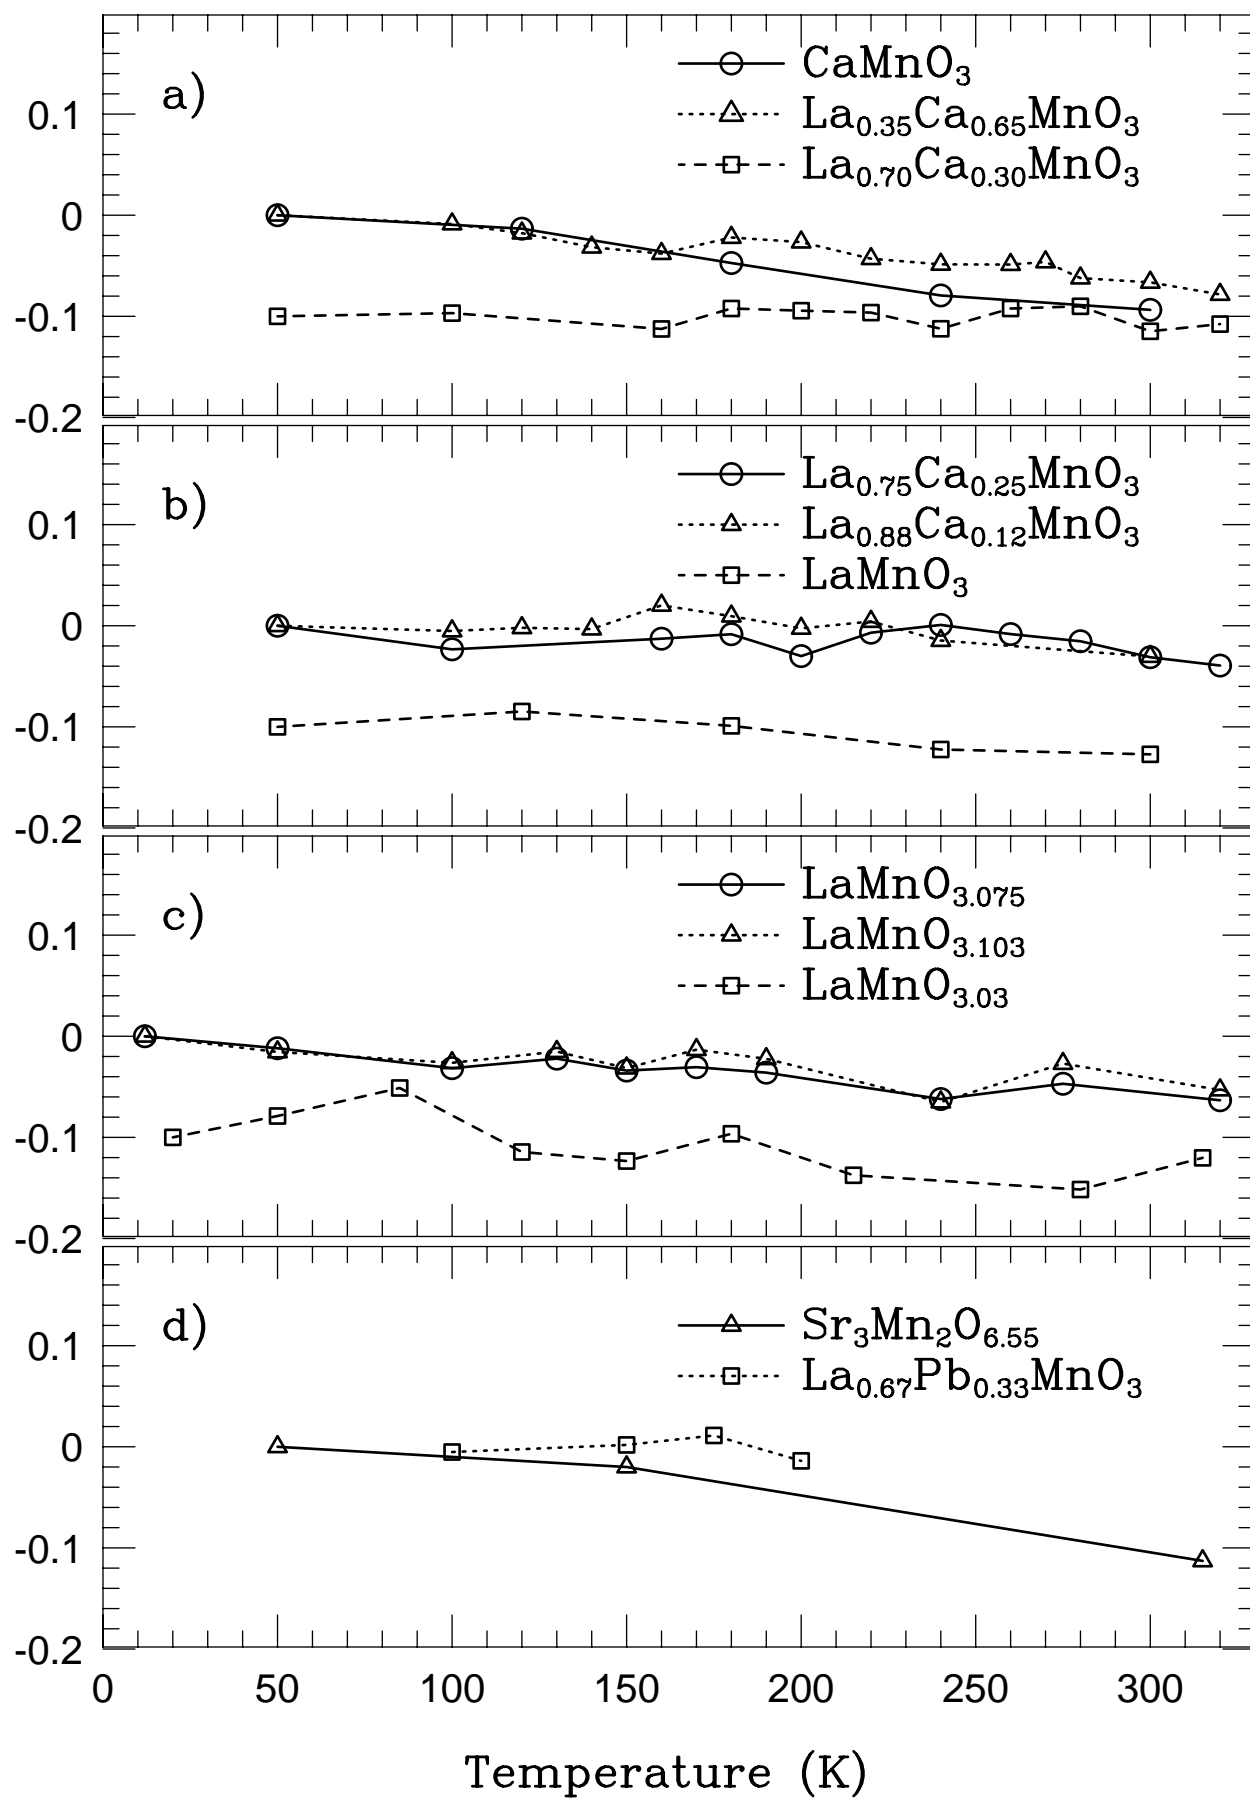 a)
CaMnO₃
La₀.₃₅Ca₀.₆₅MnO₃
La₀.₇₀Ca₀.₃₀MnO₃
0.1
0
-0.1
-0.2
b)
La₀.₇₅Ca₀.₂₅MnO₃
La₀.₈₈Ca₀.₁₂MnO₃
LaMnO₃
0.1
0
-0.1
-0.2
c)
LaMnO₃.₀₇₅
LaMnO₃.₁₀₃
LaMnO₃.₀₃
0.1
0
-0.1
-0.2
d)
Sr₃Mn₂O₆.₅₅
La₀.₆₇Pb₀.₃₃MnO₃
0.1
0
-0.1
-0.2
0 50 100 150 200 250 300
Temperature (K)